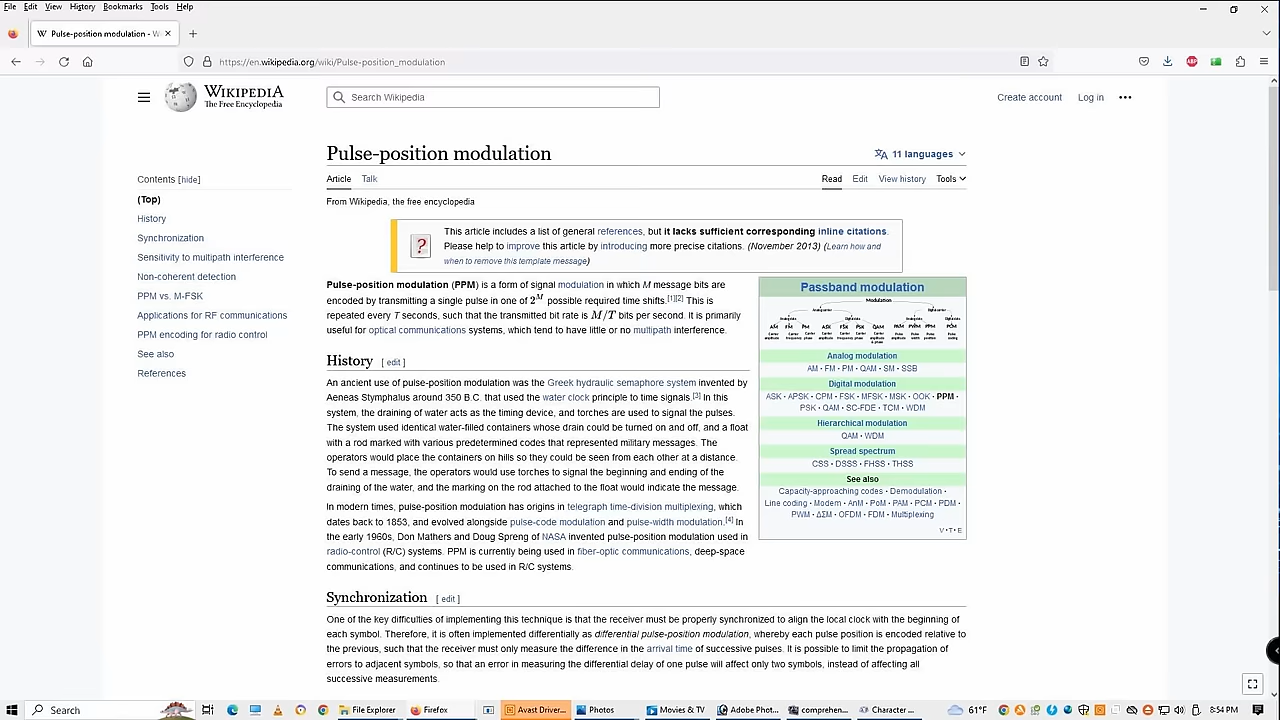 File Edit View History Bookmarks Tools Help
W Pulse-position modulation - W
https://en.wikipedia.org/wiki/Pulse-position_modulation
ABP
WIKIPEDIA
The Free Encyclopedia
Search Wikipedia
Create account Log in
Pulse-position modulation
11 languages
Article Talk
Read Edit View history Tools
From Wikipedia, the free encyclopedia
Contents [hide]
(Top)
History
Synchronization
Sensitivity to multipath interference
Non-coherent detection
PPM vs. M-FSK
Applications for RF communications
PPM encoding for radio control
See also
References
?
This article includes a list of general references, but it lacks sufficient corresponding inline citations.
Please help to improve this article by introducing more precise citations. (November 2013) (Learn how and
when to remove this template message)
Pulse-position modulation (PPM) is a form of signal modulation in which M message bits are
encoded by transmitting a single pulse in one of 2^M possible required time shifts.[1][2] This is
repeated every T seconds, such that the transmitted bit rate is M/T bits per second. It is primarily
useful for optical communications systems, which tend to have little or no multipath interference.
History [ edit ]
An ancient use of pulse-position modulation was the Greek hydraulic semaphore system invented by
Aeneas Stymphalus around 350 B.C. that used the water clock principle to time signals.[3] In this
system, the draining of water acts as the timing device, and torches are used to signal the pulses.
The system used identical water-filled containers whose drain could be turned on and off, and a float
with a rod marked with various predetermined codes that represented military messages. The
operators would place the containers on hills so they could be seen from each other at a distance.
To send a message, the operators would use torches to signal the beginning and ending of the
draining of the water, and the marking on the rod attached to the float would indicate the message.
In modern times, pulse-position modulation has origins in telegraph time-division multiplexing, which
dates back to 1853, and evolved alongside pulse-code modulation and pulse-width modulation.[4] In
the early 1960s, Don Mathers and Doug Spreng of NASA invented pulse-position modulation used in
radio-control (R/C) systems. PPM is currently being used in fiber-optic communications, deep-space
communications, and continues to be used in R/C systems.
Passband modulation
Modulation
AM FM PM ASK FSK PSK QAM PAM PWM PPM PCM
Analog modulation
AM • FM • PM • QAM • SM • SSB
Digital modulation
ASK • APSK • CPM • FSK • MFSK • MSK • OOK • PPM •
PSK • QAM • SC-FDE • TCM • WDM
Hierarchical modulation
QAM • WDM
Spread spectrum
CSS • DSSS • FHSS • THSS
See also
Capacity-approaching codes • Demodulation •
Line coding • Modem • AnM • PoM • PAM • PCM • PDM •
PWM • ΔΣM • OFDM • FDM • Multiplexing
V • T • E
Synchronization [ edit ]
One of the key difficulties of implementing this technique is that the receiver must be properly synchronized to align the local clock with the beginning of
each symbol. Therefore, it is often implemented differentially as differential pulse-position modulation, whereby each pulse position is encoded relative to
the previous, such that the receiver must only measure the difference in the arrival time of successive pulses. It is possible to limit the propagation of
errors to adjacent symbols, so that an error in measuring the differential delay of one pulse will affect only two symbols, instead of affecting all
successive measurements.
Search File Explorer Firefox Avast Driver... Photos Movies & TV Adobe Phot... comprehen... Character ... 61°F 8:54 PM